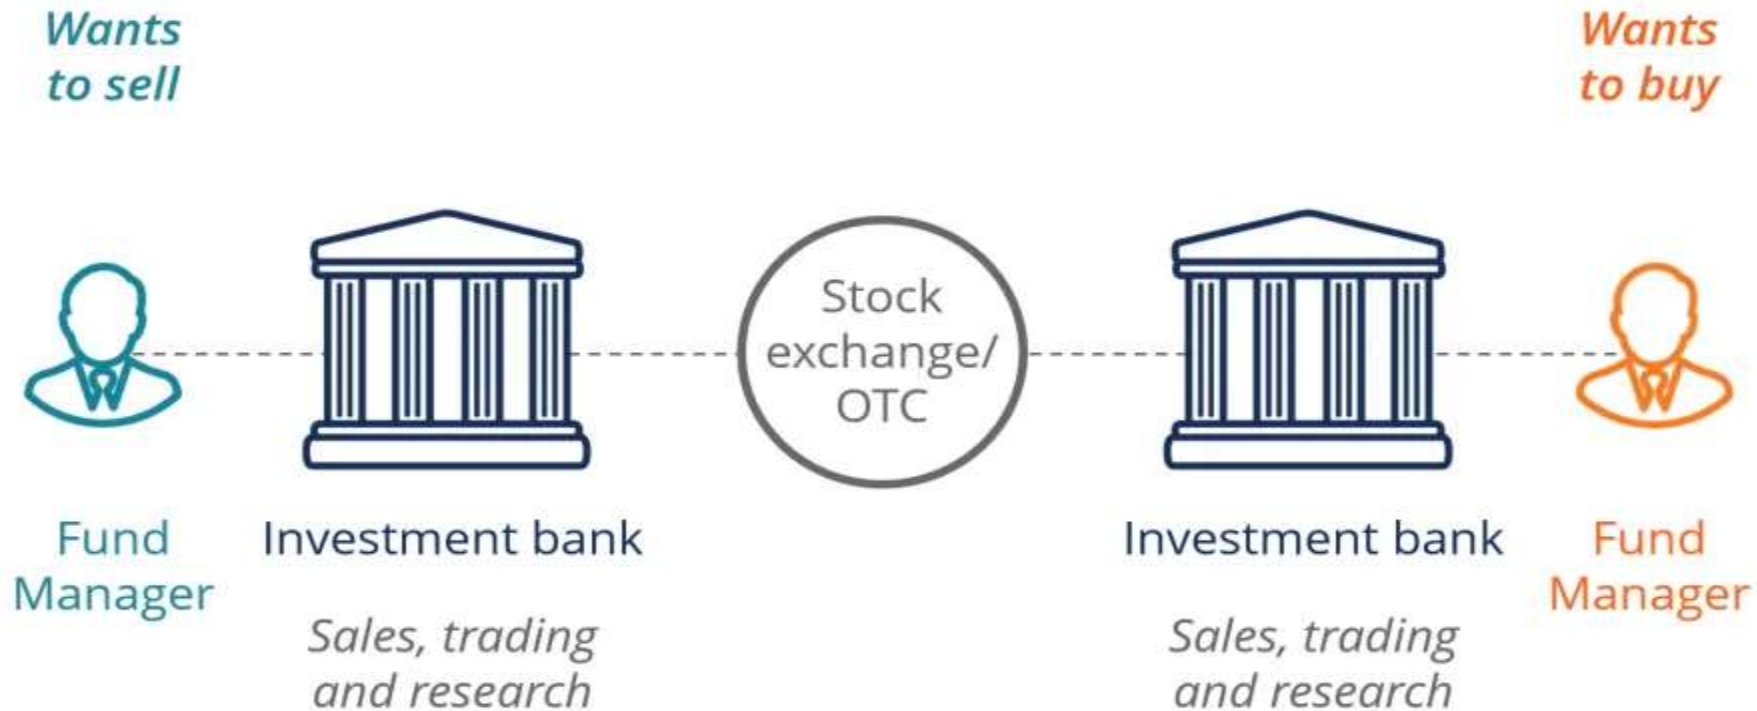 Wants
to sell
Wants
to buy
Stock
exchange/
OTC
Fund
Manager
Investment bank
Sales, trading
and research
Investment bank
Sales, trading
and research
Fund
Manager